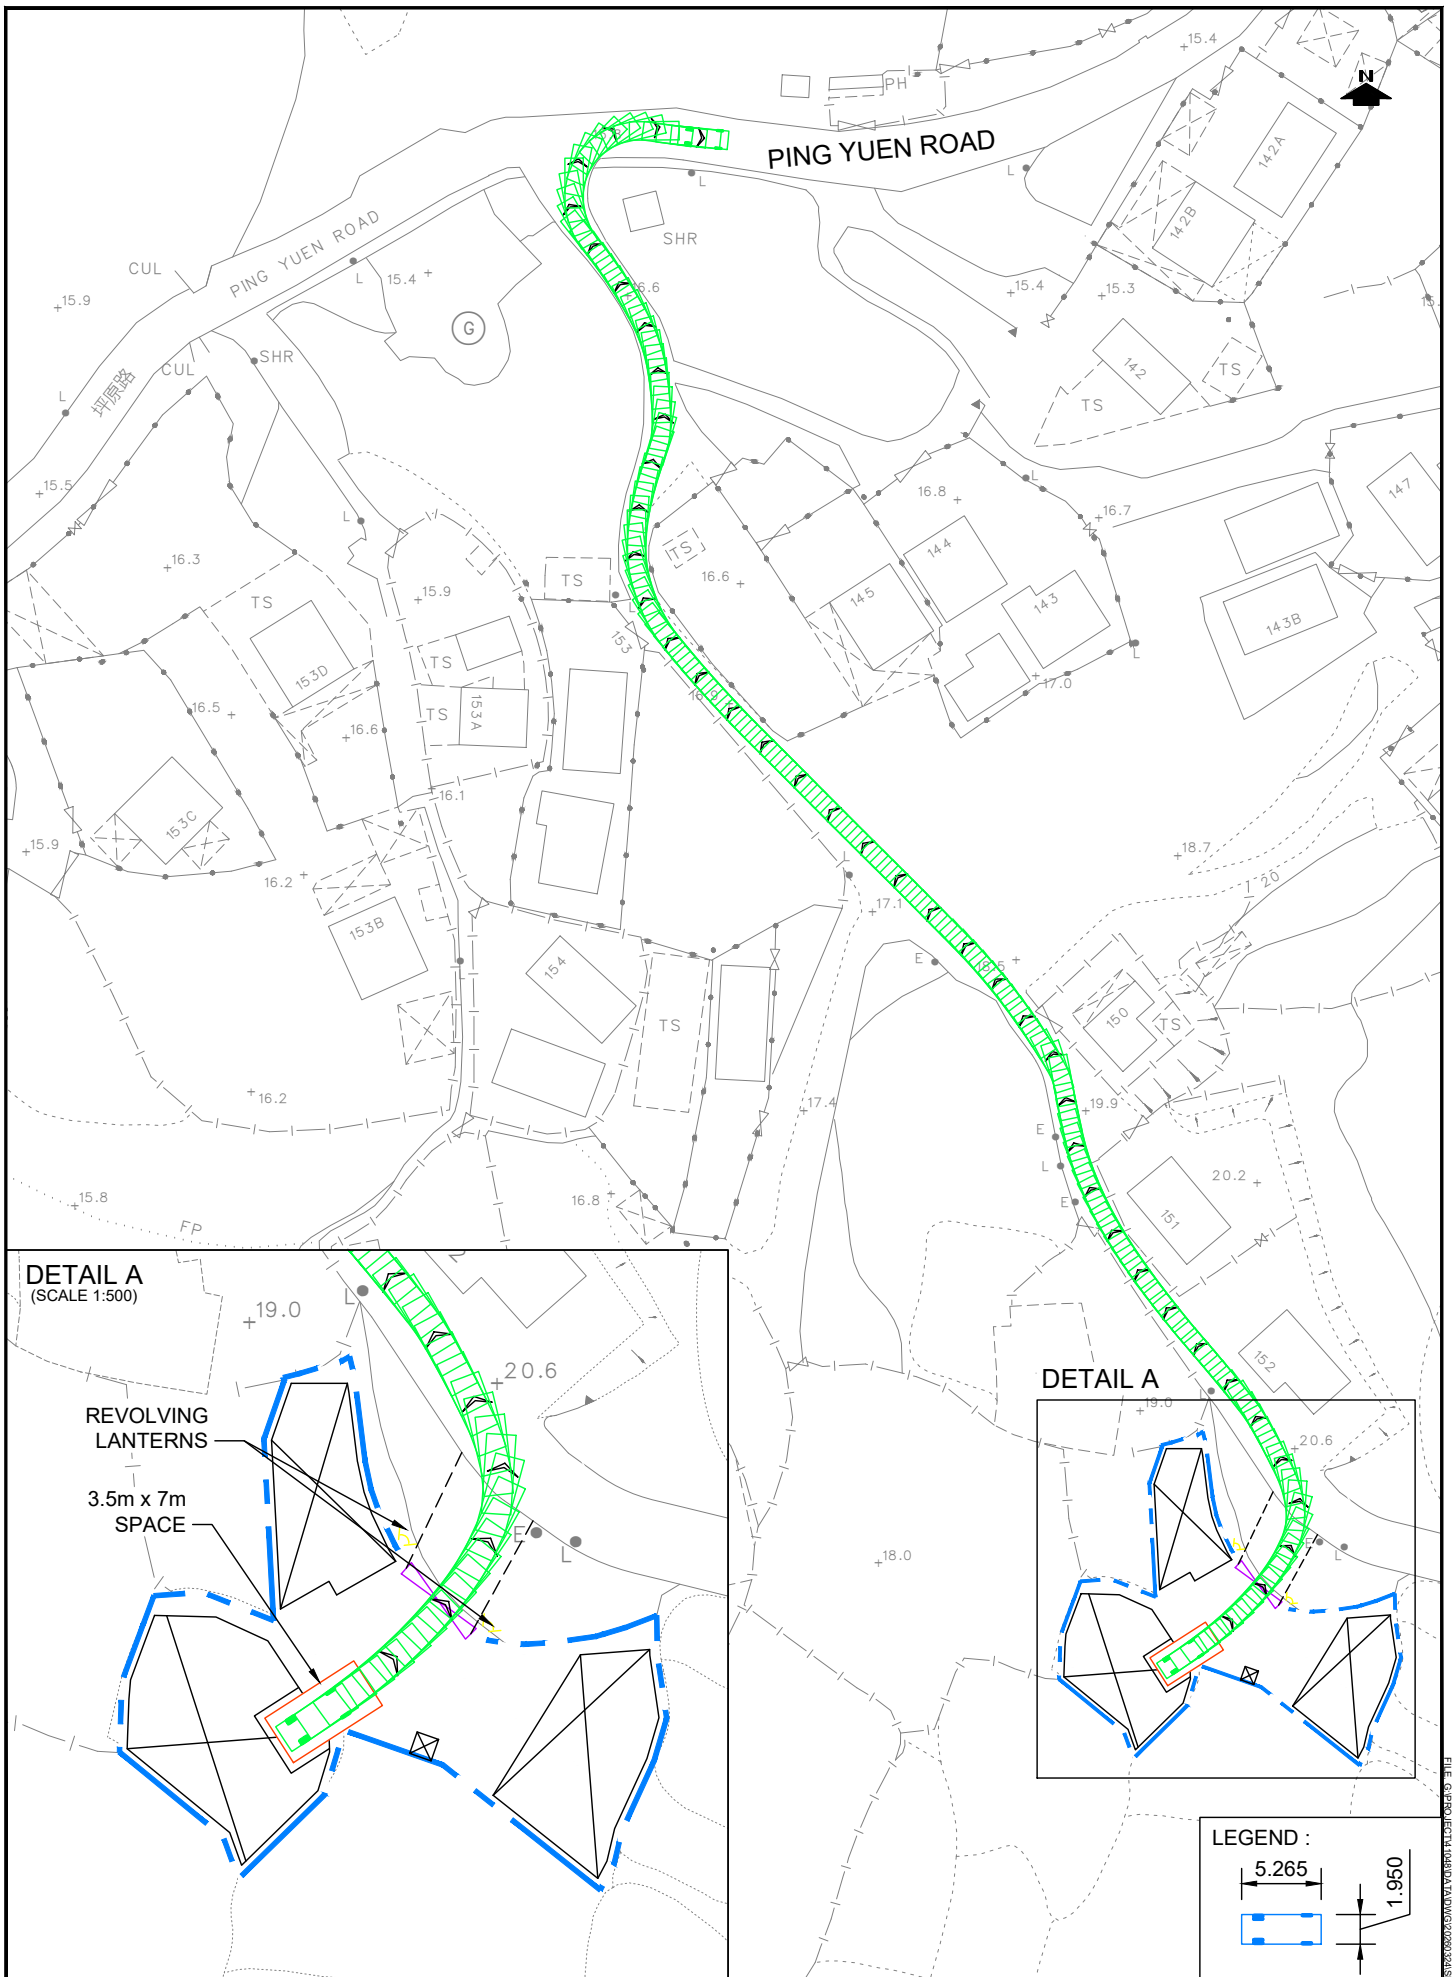 15.4
N
PH
PING YUEN ROAD
142A
142B
L
L
SHR
PING YUEN ROAD
CUL
15.9
L
15.4
G
16.6
15.4
15.3
SHR
CUL
坪原路
L
142
TS
TS
15.5
16.8
L
147
16.7
L
16.3
TS
TS
144
16.6
145
143
143B
TS
15.9
L
153
TS
153D
16.5
TS
153A
16.9
17.0
L
16.6
16.1
153C
15.9
16.2
18.7
20
153B
17.1
E
18.5
154
TS
150
TS
16.2
17.4
19.9
E
L
E
20.2
151
15.8
FP
16.8
152
DETAIL A
(SCALE 1:500)
19.0
L
20.6
REVOLVING
LANTERNS
3.5m x 7m
SPACE
E
L
DETAIL A
19.0
L
20.6
E
L
18.0
LEGEND :
5.265
1.950